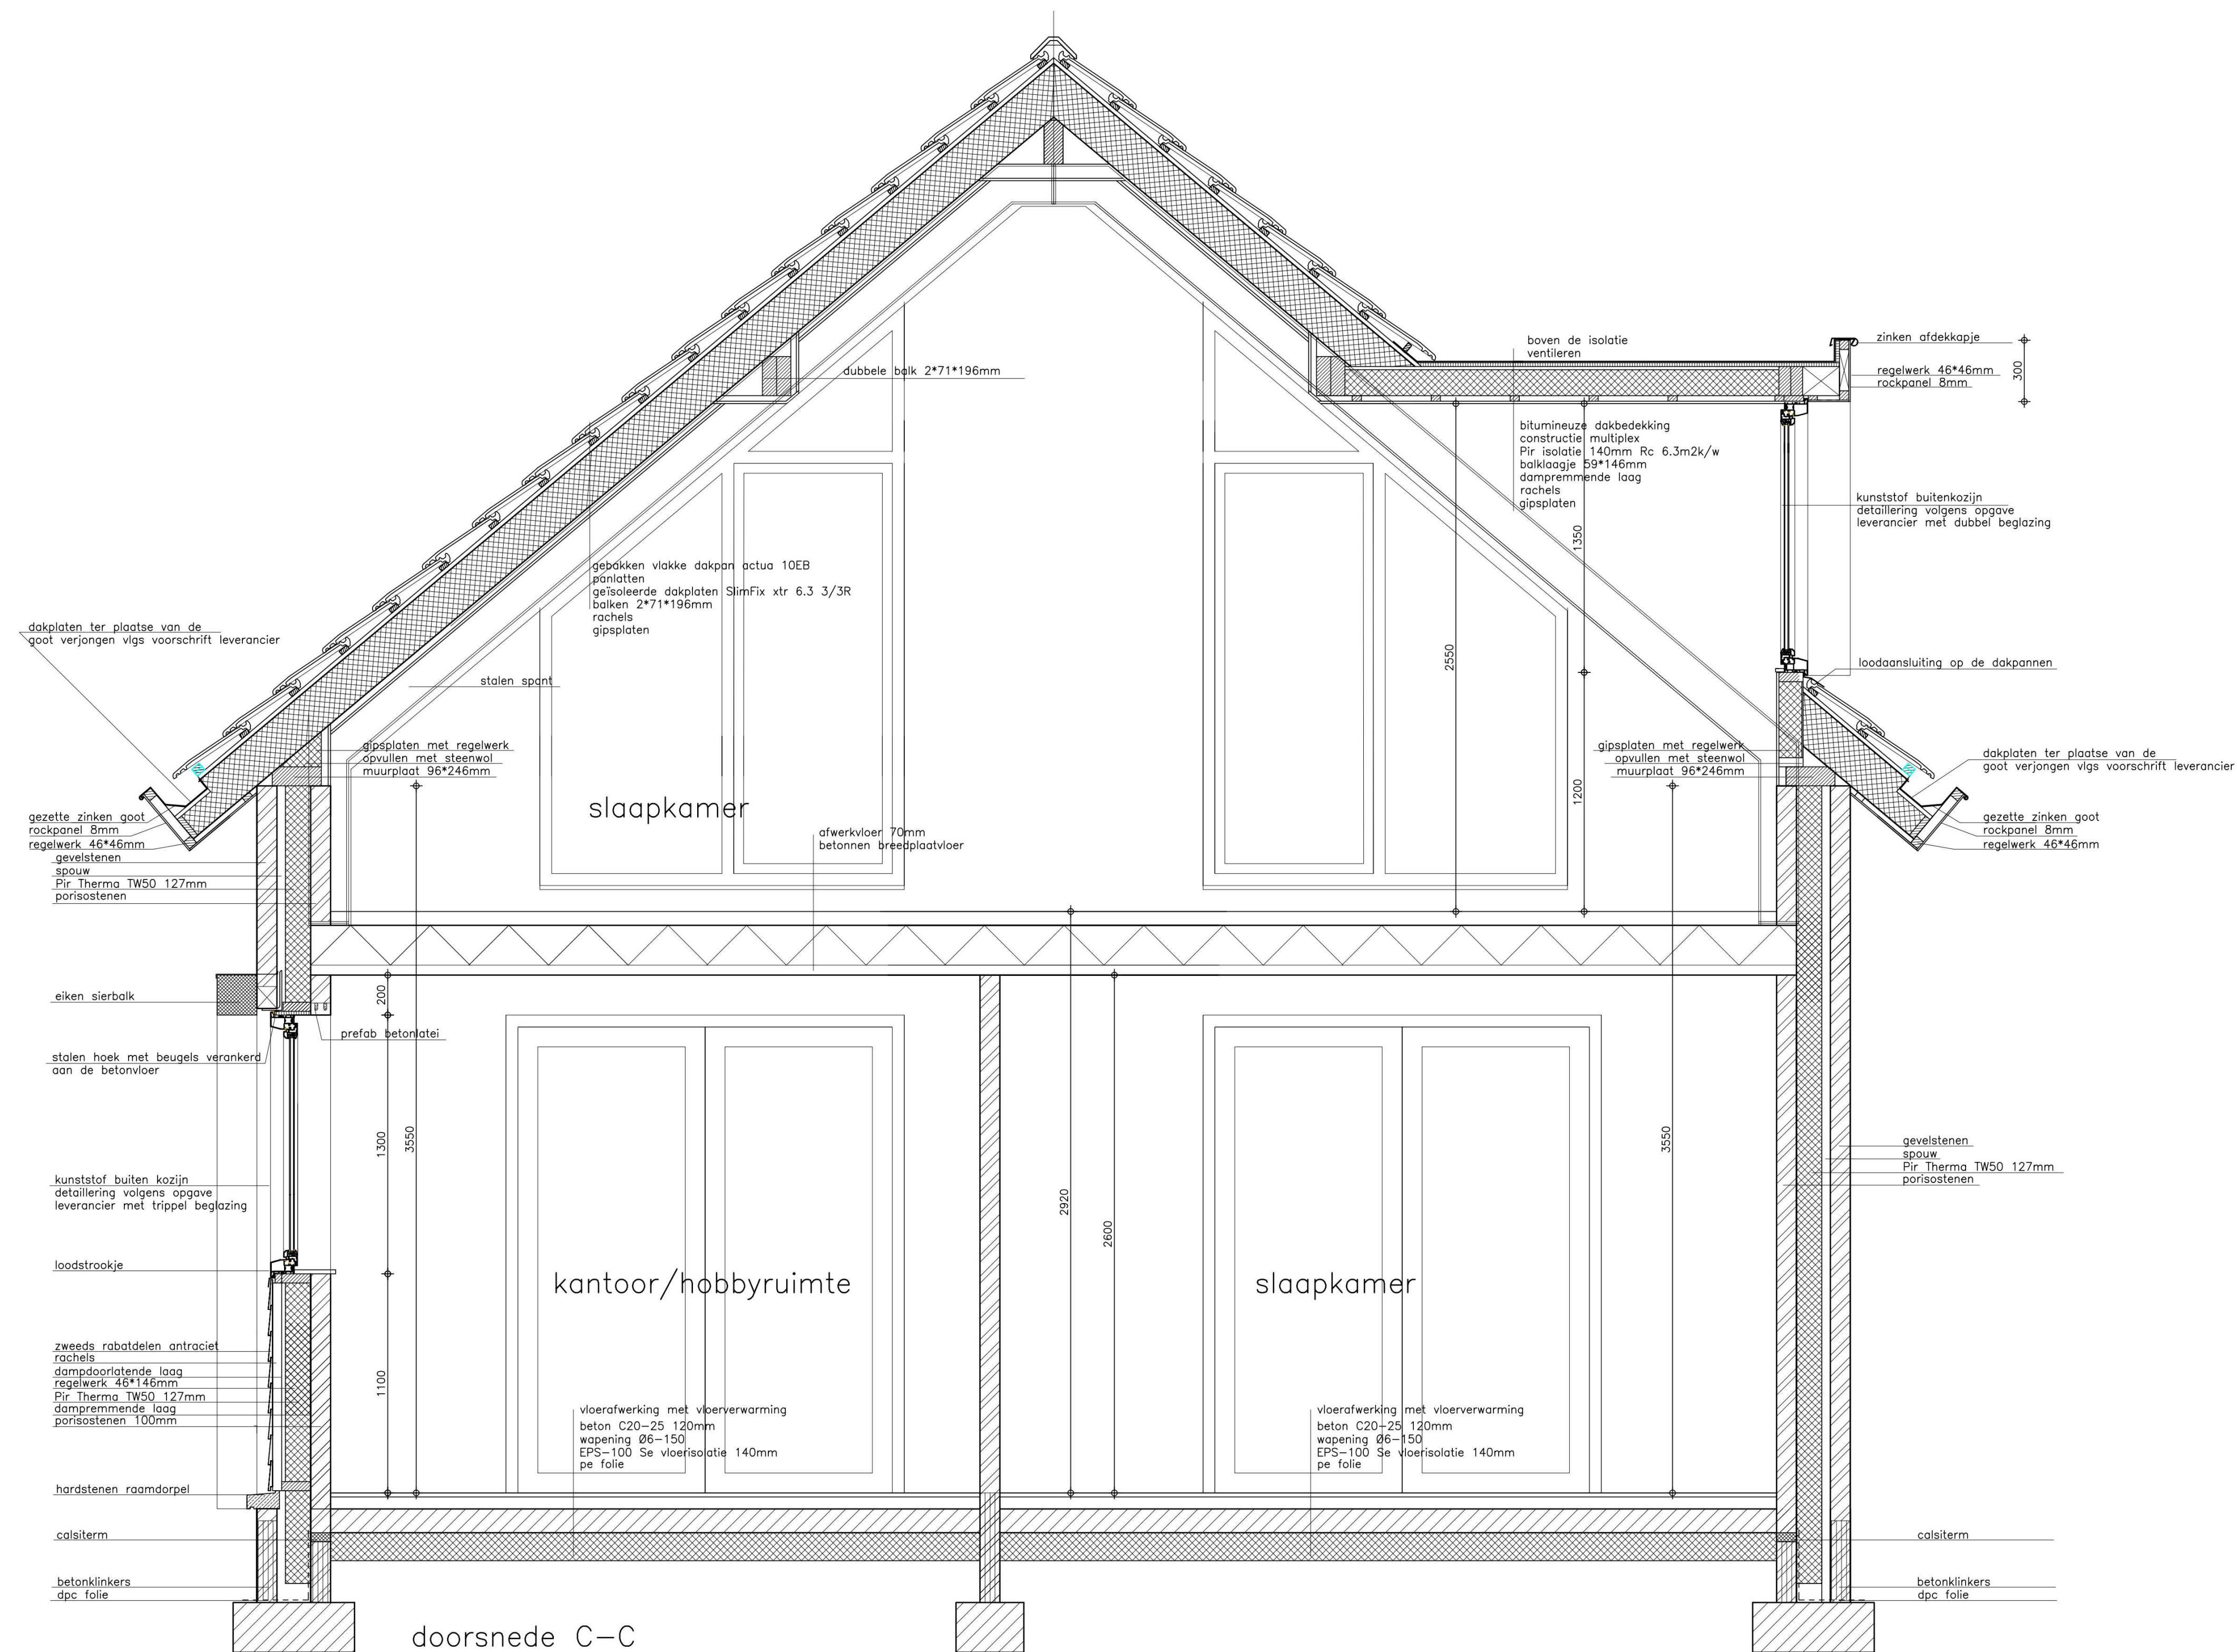 boven de isolatie
ventileren
zinken afdekkapje
regelwerk 46*46mm
rockpanel 8mm
300
dubbele balk 2*71*196mm
bitumineuze dakbedekking
constructie multiplex
Pir isolatie 140mm Rc 6.3m2k/w
balklaagje 59*146mm
dampremmende laag
rachels
gipsplaten
kunststof buitenkozijn
detaillering volgens opgave
leverancier met dubbel beglazing
1350
2550
gebakken vlakke dakpan actua 10EB
panlatten
geïsoleerde dakplaten SlimFix xtr 6.3 3/3R
balken 2*71*196mm
rachels
gipsplaten
dakplaten ter plaatse van de
goot verjongen vlgs voorschrift leverancier
stalen spant
loodaansluiting op de dakpannen
gipsplaten met regelwerk
opvullen met steenwol
muurplaat 96*246mm
gipsplaten met regelwerk
opvullen met steenwol
muurplaat 96*246mm
dakplaten ter plaatse van de
goot verjongen vlgs voorschrift leverancier
1200
slaapkamer
gezette zinken goot
rockpanel 8mm
regelwerk 46*46mm
gevelstenen
spouw
Pir Therma TW50 127mm
porisostenen
afwerkvloer 70mm
betonnen breedplaatvloer
gezette zinken goot
rockpanel 8mm
regelwerk 46*46mm
eiken sierbalk
200
prefab betonlatei
stalen hoek met beugels verankerd
aan de betonvloer
1300
3550
2920
2600
3550
gevelstenen
spouw
Pir Therma TW50 127mm
porisostenen
kunststof buiten kozijn
detaillering volgens opgave
leverancier met trippel beglazing
loodstrookje
kantoor/hobbyruimte
slaapkamer
zweeds rabatdelen antraciet
rachels
dampdoorlatende laag
regelwerk 46*146mm
Pir Therma TW50 127mm
dampremmende laag
porisostenen 100mm
1100
vloerafwerking met vloerverwarming
beton C20-25 120mm
wapening Ø6-150
EPS-100 Se vloerisolatie 140mm
pe folie
vloerafwerking met vloerverwarming
beton C20-25 120mm
wapening Ø6-150
EPS-100 Se vloerisolatie 140mm
pe folie
hardstenen raamdorpel
calsiterm
calsiterm
betonklinkers
dpc folie
betonklinkers
dpc folie
doorsnede C-C